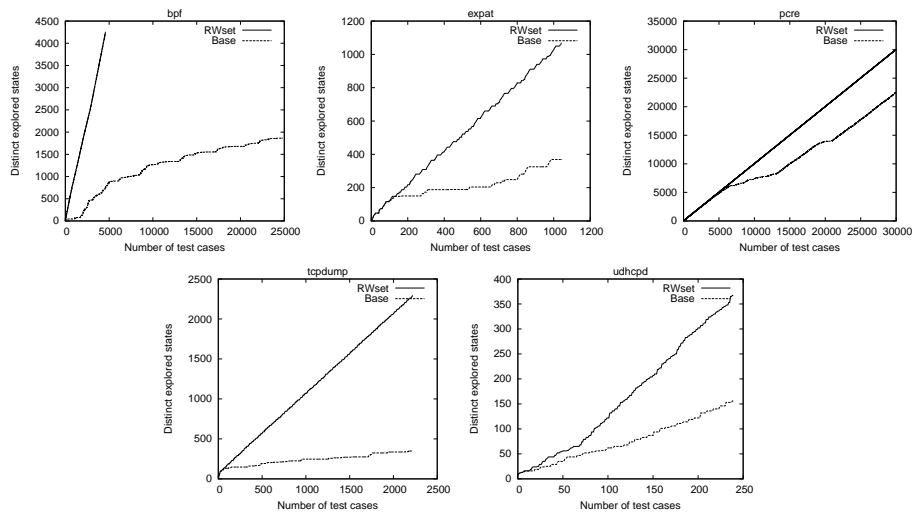 bpf
4500
4000
3500
3000
2500
2000
1500
1000
500
0
Distinct explored states
RWset
Base
0 5000 10000 15000 20000 25000
Number of test cases
expat
1200
1000
800
600
400
200
0
Distinct explored states
RWset
Base
0 200 400 600 800 1000 1200
Number of test cases
pcre
35000
30000
25000
20000
15000
10000
5000
0
Distinct explored states
RWset
Base
0 5000 10000 15000 20000 25000 30000
Number of test cases
tcpdump
2500
2000
1500
1000
500
0
Distinct explored states
RWset
Base
0 500 1000 1500 2000 2500
Number of test cases
udhcpd
400
350
300
250
200
150
100
50
0
Distinct explored states
RWset
Base
0 50 100 150 200 250
Number of test cases